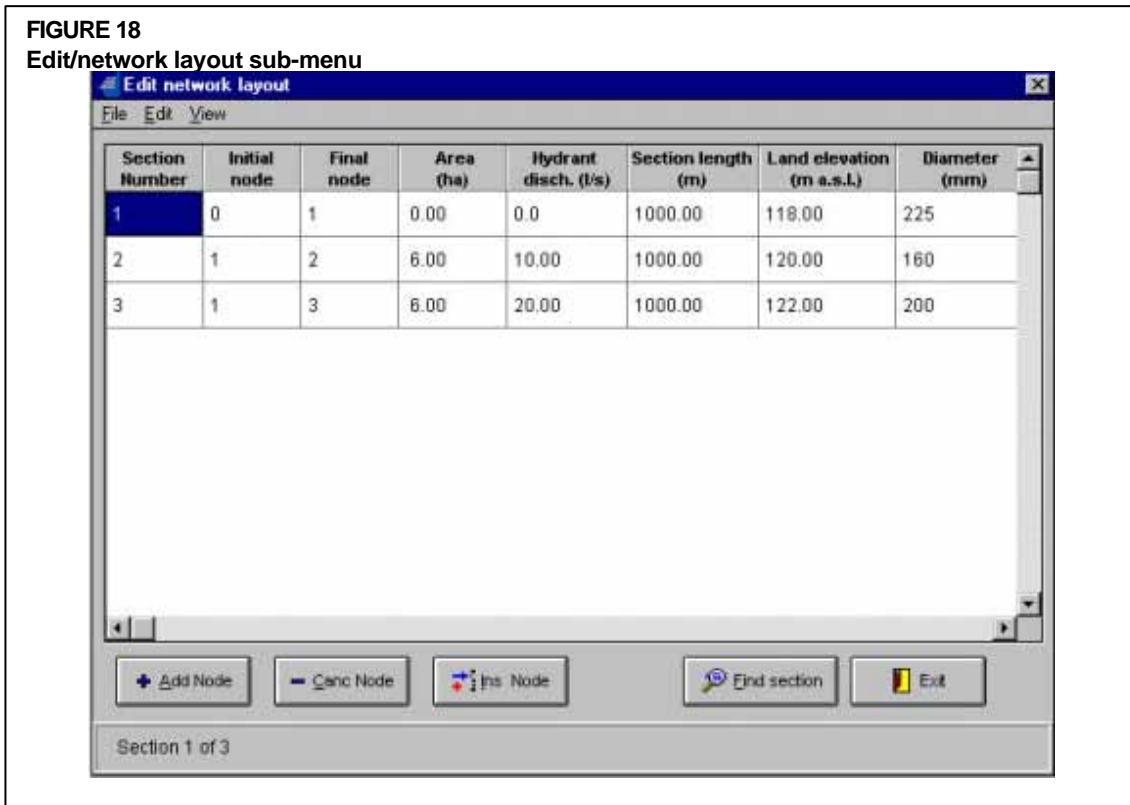 FIGURE 18
Edit/network layout sub-menu
Edit network layout
File Edit View
Section Number Initial node Final node Area (ha) Hydrant disch. (l/s) Section length (m) Land elevation (m a.s.l.) Diameter (mm)
1 0 1 0.00 0.0 1000.00 118.00 225
2 1 2 6.00 10.00 1000.00 120.00 160
3 1 3 6.00 20.00 1000.00 122.00 200
Add Node Canc Node Ins Node Find section Exit
Section 1 of 3